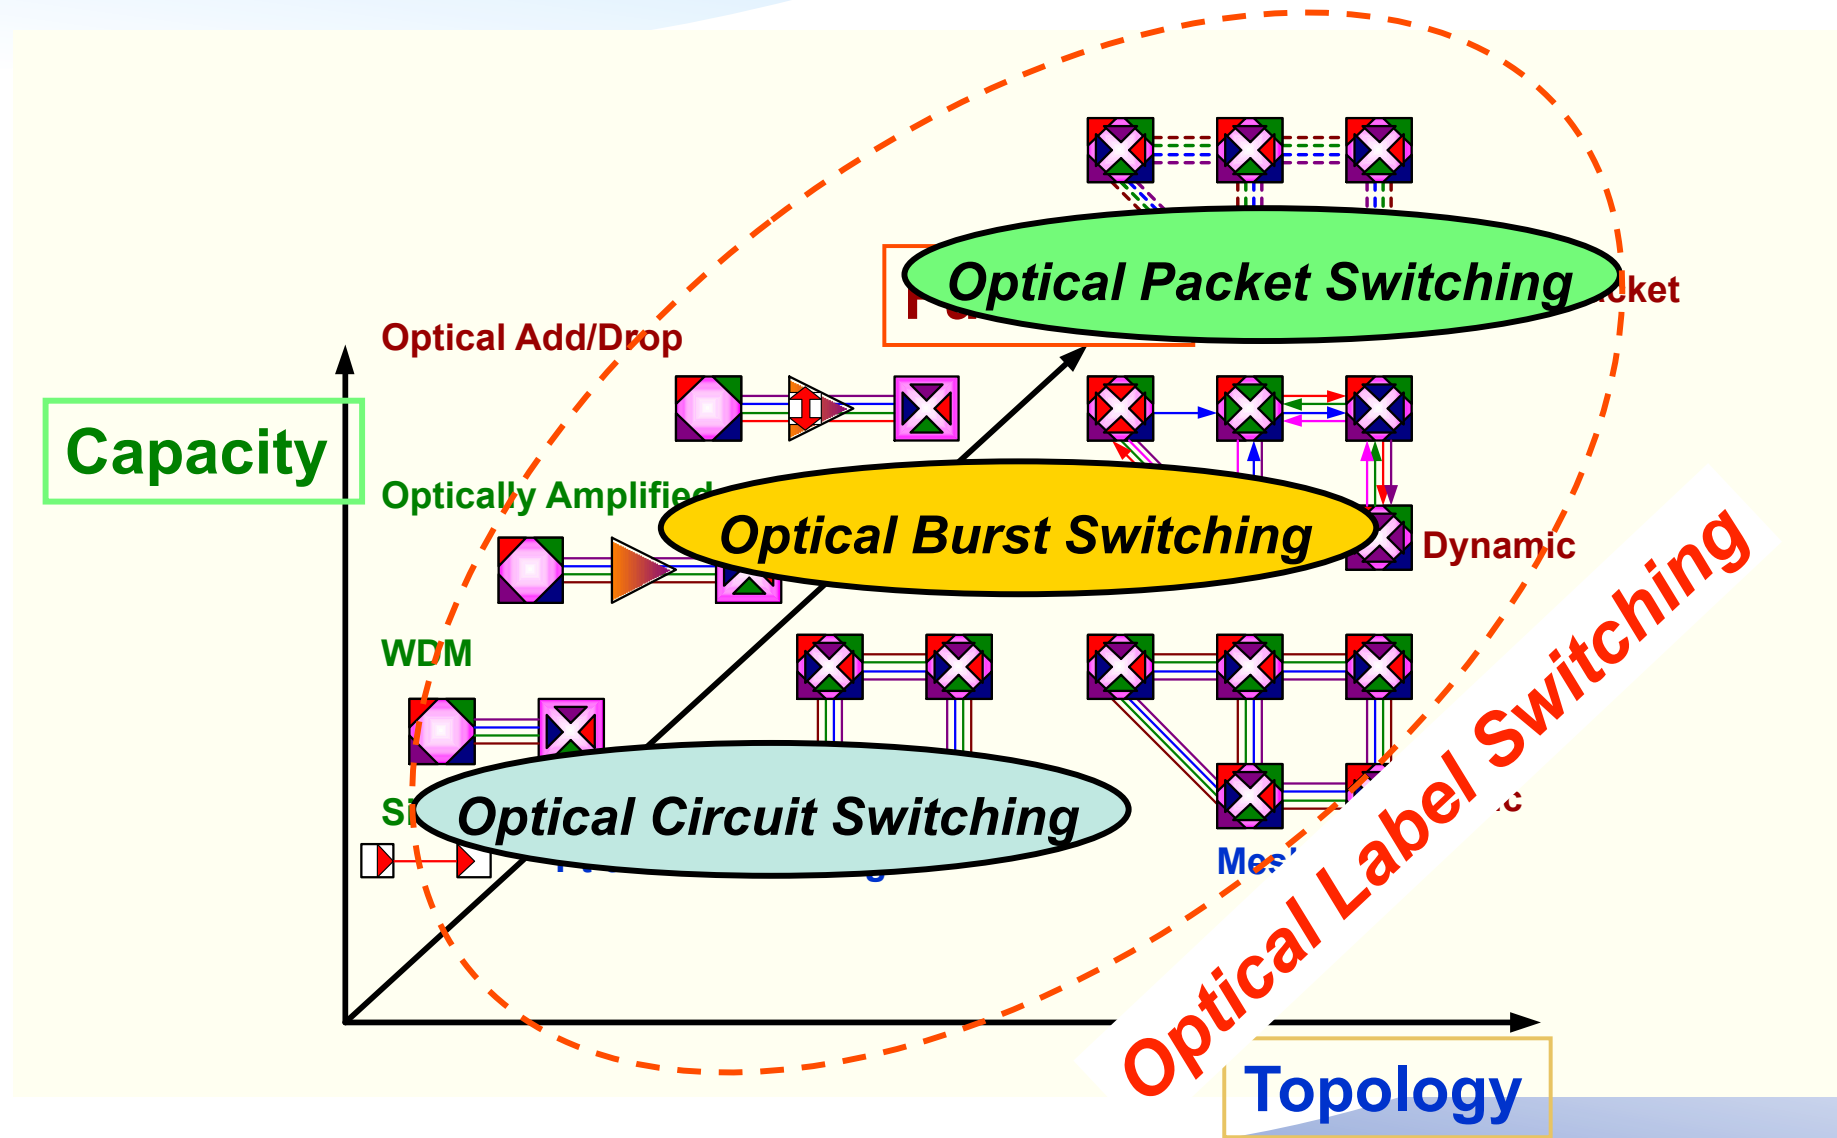 Optical Packet Switching
Optical Add/Drop
Capacity
Optically Amplified
Optical Burst Switching
Dynamic
WDM
Optical Circuit Switching
Optical Label Switching
Topology